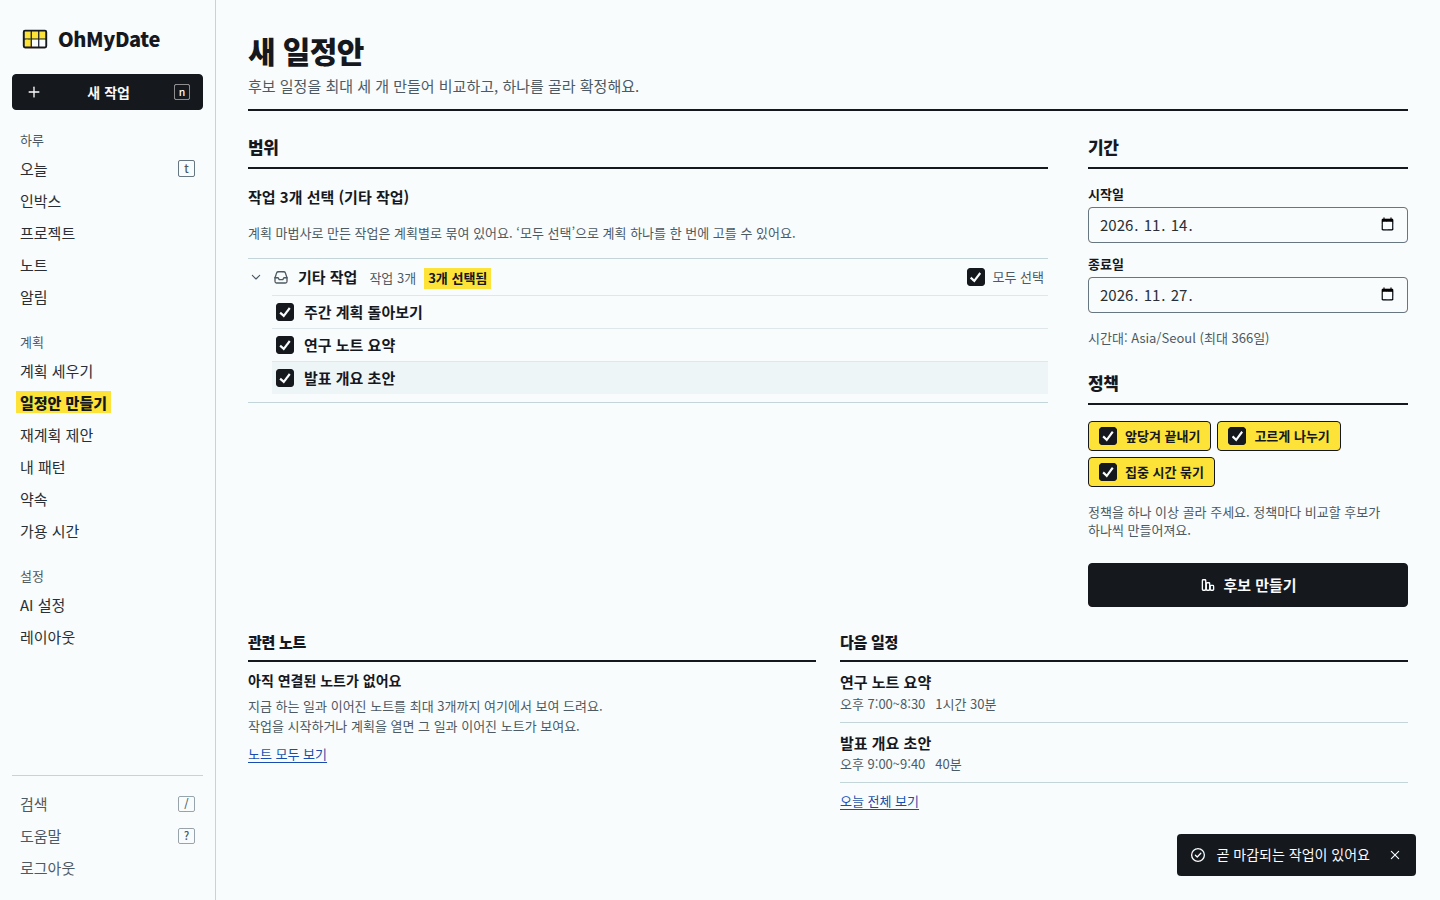 OhMyDate
새 작업 n
하루
오늘 t
인박스
프로젝트
노트
알림
계획
계획 세우기
일정안 만들기
재계획 제안
내 패턴
약속
가용 시간
설정
AI 설정
레이아웃
검색 /
도움말 ?
로그아웃
새 일정안
후보 일정을 최대 세 개 만들어 비교하고, 하나를 골라 확정해요.
범위
작업 3개 선택 (기타 작업)
계획 마법사로 만든 작업은 계획별로 묶여 있어요. ‘모두 선택’으로 계획 하나를 한 번에 고를 수 있어요.
기타 작업 작업 3개 3개 선택됨 모두 선택
주간 계획 돌아보기
연구 노트 요약
발표 개요 초안
기간
시작일
2026. 11. 14.
종료일
2026. 11. 27.
시간대: Asia/Seoul (최대 366일)
정책
앞당겨 끝내기 고르게 나누기
집중 시간 묶기
정책을 하나 이상 골라 주세요. 정책마다 비교할 후보가
하나씩 만들어져요.
후보 만들기
관련 노트
아직 연결된 노트가 없어요
지금 하는 일과 이어진 노트를 최대 3개까지 여기에서 보여 드려요.
작업을 시작하거나 계획을 열면 그 일과 이어진 노트가 보여요.
노트 모두 보기
다음 일정
연구 노트 요약
오후 7:00~8:30 1시간 30분
발표 개요 초안
오후 9:00~9:40 40분
오늘 전체 보기
곧 마감되는 작업이 있어요